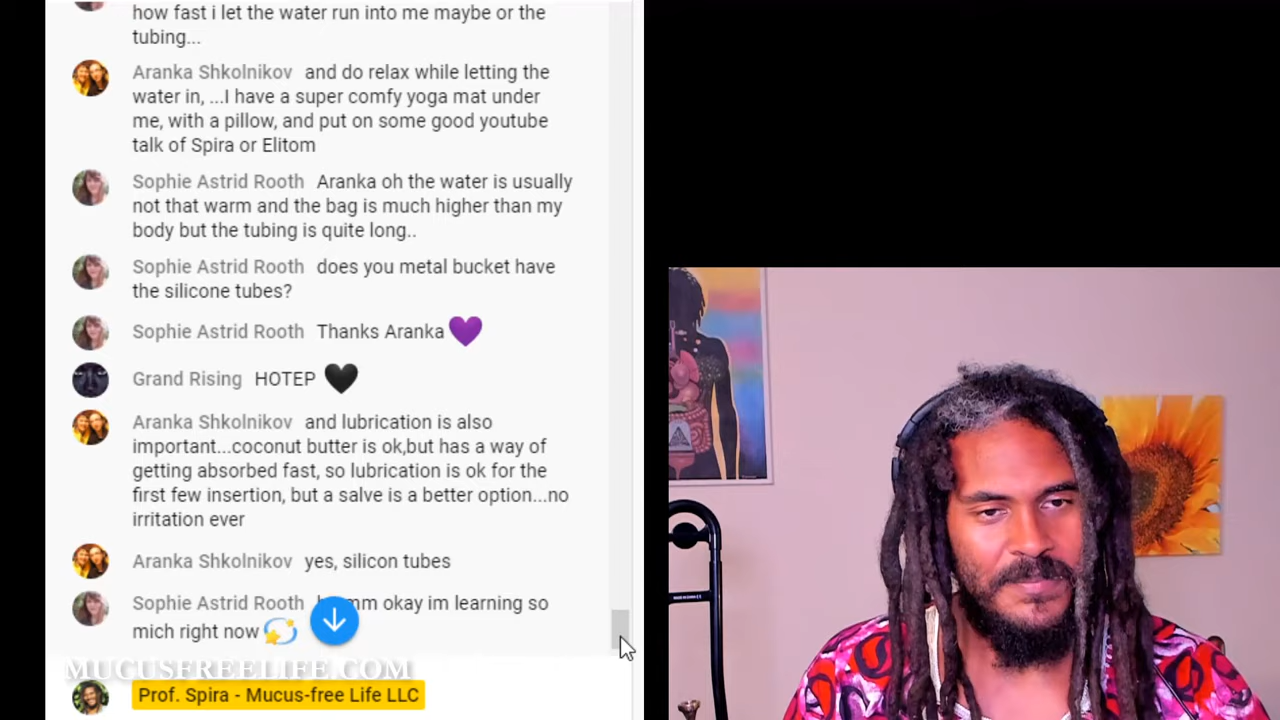 how fast i let the water run into me maybe or the
tubing...
Aranka Shkolnikov and do relax while letting the
water in, ...I have a super comfy yoga mat under
me, with a pillow, and put on some good youtube
talk of Spira or Elitom
Sophie Astrid Rooth Aranka oh the water is usually
not that warm and the bag is much higher than my
body but the tubing is quite long..
Sophie Astrid Rooth does you metal bucket have
the silicone tubes?
Sophie Astrid Rooth Thanks Aranka 💜
Grand Rising HOTEP 🖤
Aranka Shkolnikov and lubrication is also
important...coconut butter is ok,but has a way of
getting absorbed fast, so lubrication is ok for the
first few insertion, but a salve is a better option...no
irritation ever
Aranka Shkolnikov yes, silicon tubes
Sophie Astrid Rooth okay im learning so
mich right now 💫
MUCUSFREELIFE.COM
Prof. Spira - Mucus-free Life LLC